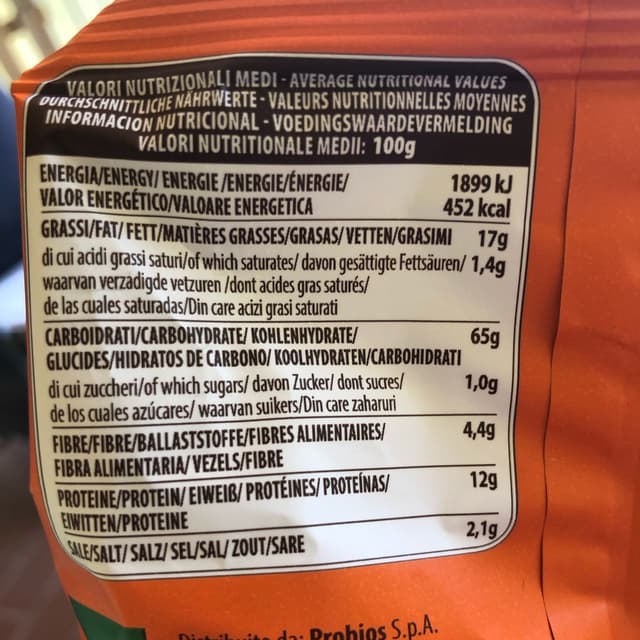 VALORI NUTRIZIONALI MEDI - AVERAGE NUTRITIONAL VALUES
DURCHSCHNITTLICHE NÄHRWERTE - VALEURS NUTRITIONNELLES MOYENNES
INFORMACION NUTRICIONAL - VOEDINGSWAARDEVERMELDING
VALORI NUTRITIONALE MEDII: 100g
ENERGIA/ENERGY/ ENERGIE /ENERGIE/ÉNERGIE/ 1899 kJ
VALOR ENERGÉTICO/VALOARE ENERGETICA 452 kcal
GRASSI/FAT/ FETT/MATIÈRES GRASSES/GRASAS/ VETTEN/GRASIMI 17g
di cui acidi grassi saturi/of which saturates/ davon gesättigte Fettsäuren/ 1,4g
waarvan verzadigde vetzuren /dont acides gras saturés/
de las cuales saturadas/Din care acizi grasi saturati
CARBOIDRATI/CARBOHYDRATE/ KOHLENHYDRATE/ 65g
GLUCIDES/HIDRATOS DE CARBONO/ KOOLHYDRATEN/CARBOHIDRATI
di cui zuccheri/of which sugars/ davon Zucker/ dont sucres/ 1,0g
de los cuales azúcares/ waarvan suikers/Din care zaharuri
FIBRE/FIBRE/BALLASTSTOFFE/FIBRES ALIMENTAIRES/ 4,4g
FIBRA ALIMENTARIA/ VEZELS/FIBRE
PROTEINE/PROTEIN/ EIWEIß/ PROTÉINES/ PROTEÍNAS/ 12g
EIWITTEN/PROTEINE
SALE/SALT/ SALZ/ SEL/SAL/ ZOUT/SARE 2,1g
Distribuito da: Probios S.p.A.